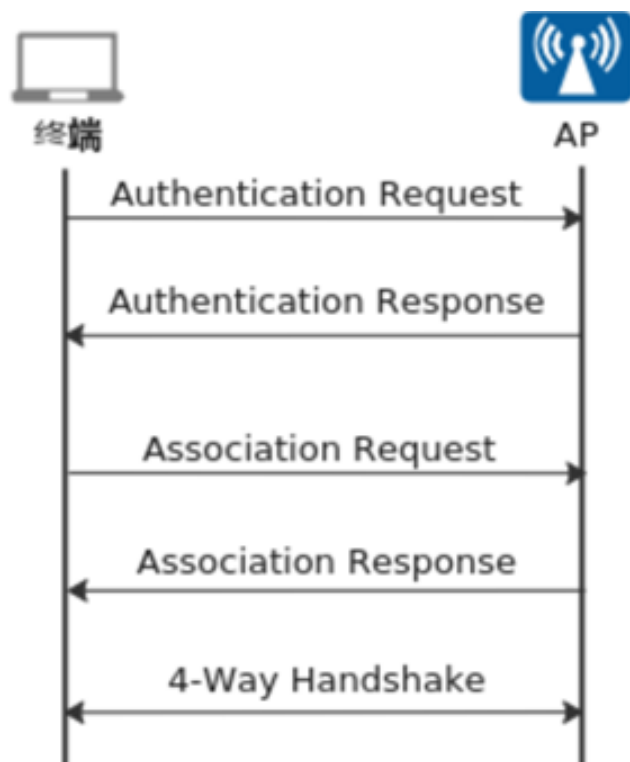 终端
AP
Authentication Request
Authentication Response
Association Request
Association Response
4-Way Handshake